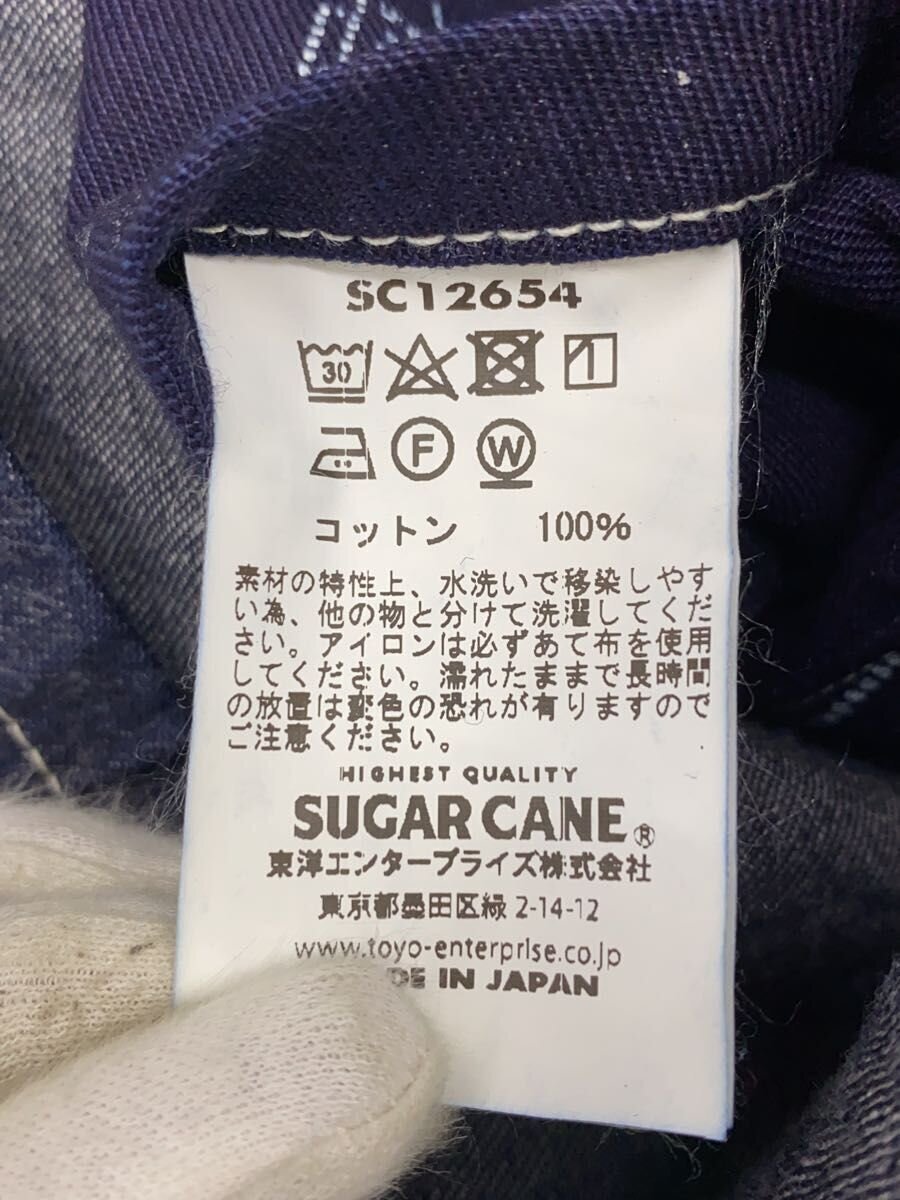 SC12654
30
F W
コットン 100%
素材の特性上、水洗いで移染しやす
い為、他の物と分けて洗濯してくだ
さい。アイロンは必ずあて布を使用
してください。濡れたままで長時間
の放置は変色の恐れが有りますので
ご注意ください。
HIGHEST QUALITY
SUGAR CANE®
東洋エンタープライズ株式会社
東京都墨田区緑 2-14-12
www.toyo-enterprise.co.jp
DE IN JAPAN